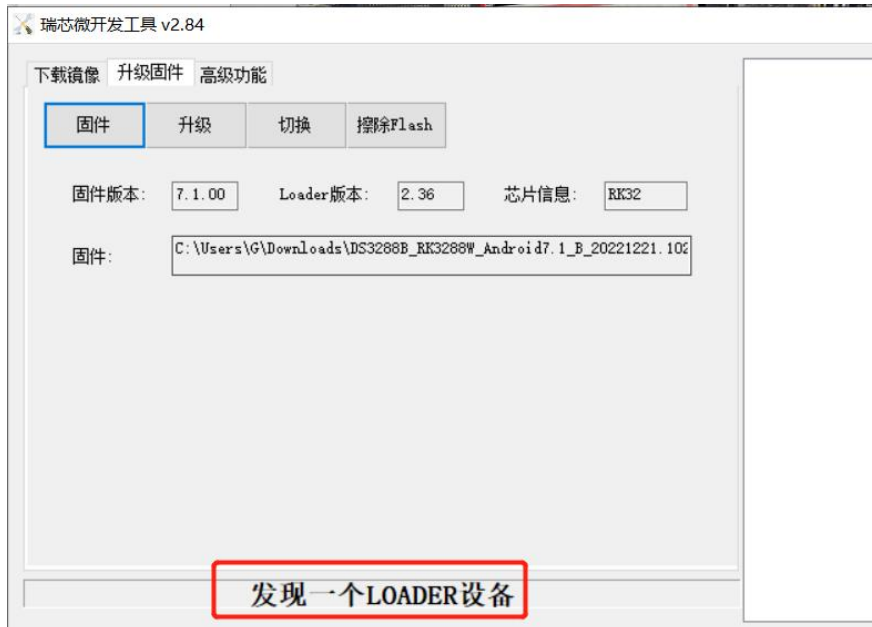 瑞芯微开发工具 v2.84
下载镜像 升级固件 高级功能
固件 升级 切换 擦除Flash
固件版本: 7.1.00 Loader版本: 2.36 芯片信息: RK32
固件: C:\Users\G\Downloads\DS3288B_RK3288W_Android7.1_B_20221221.102
发现一个LOADER设备